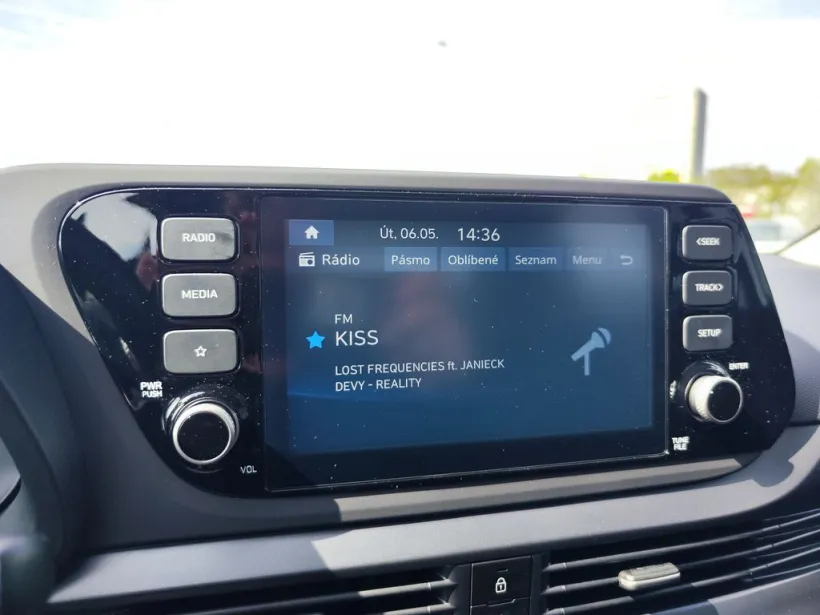 RADIO
MEDIA
PWR
PUSH
VOL
Út, 06.05. 14:36
Rádio Pásmo Oblíbené Seznam Menu
FM
KISS
LOST FREQUENCIES ft. JANIECK
DEVY - REALITY
<SEEK
TRACK>
SETUP
ENTER
TUNE
FILE